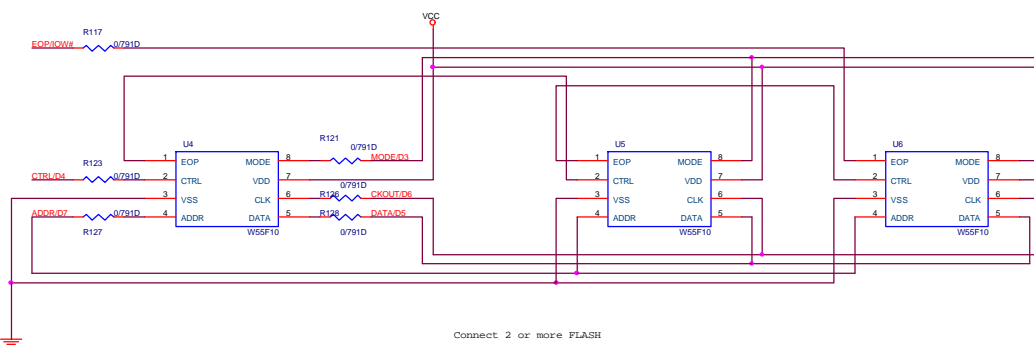 VCC
R117
EOP/IOW# 0/791D
U4
R121
U5
U6
0/791D
1 EOP MODE 8
MODE/D3
1 EOP MODE 8
1 EOP MODE 8
R123
CTRL/D4 0/791D
2 CTRL VDD 7
2 CTRL VDD 7
2 CTRL VDD 7
0/791D
3 VSS CLK 6
R126 CKOUT/D6
3 VSS CLK 6
3 VSS CLK 6
ADDR/D7 0/791D
4 ADDR DATA 5
R128 DATA/D5
4 ADDR DATA 5
4 ADDR DATA 5
R127
W55F10
0/791D
W55F10
W55F10
Connect 2 or more FLASH